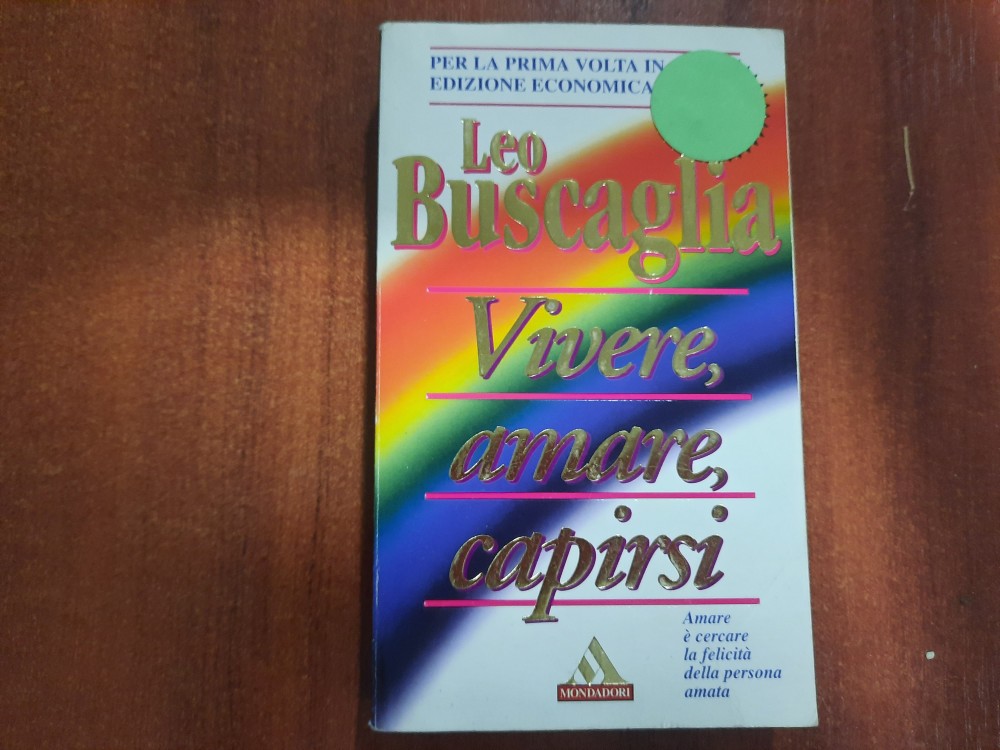 PER LA PRIMA VOLTA IN
EDIZIONE ECONOMICA
Leo
Buscaglia
Vivere,
amare,
capirsi
Amare
è cercare
la felicità
della persona
amata
MONDADORI